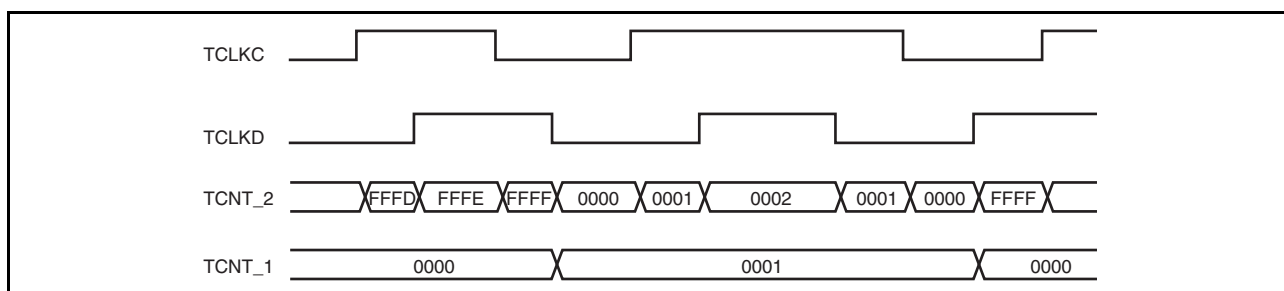 TCLKC
TCLKD
TCNT_2 FFFD FFFE FFFF 0000 0001 0002 0001 0000 FFFF
TCNT_1 0000 0001 0000